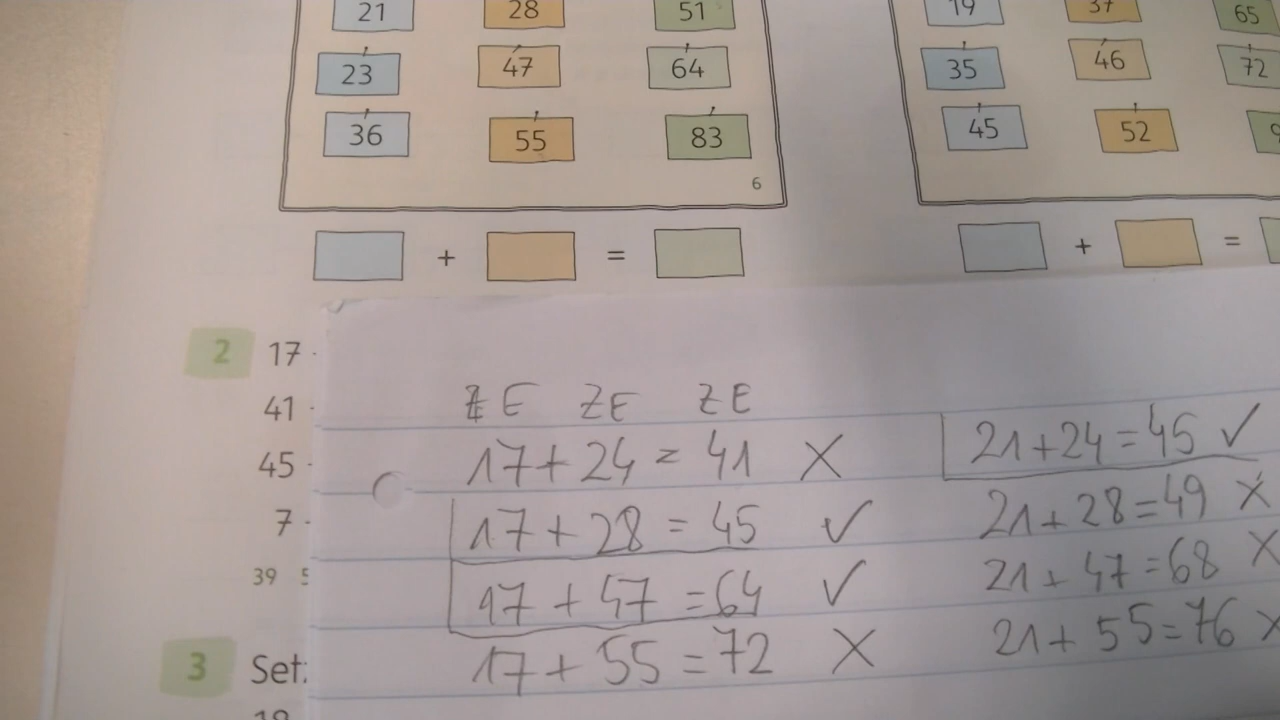 21 28 51 19 37 65
23 47 64 35 46 72
36 55 83 45 52
6
+ = + =
2 17
41
45
7
39
3
ZE ZE ZE
17+24=41 X 21+24=45 ✓
17+28=45 ✓ 21+28=49 X
17+47=64 ✓ 21+47=68 X
17+55=72 X 21+55=76 X